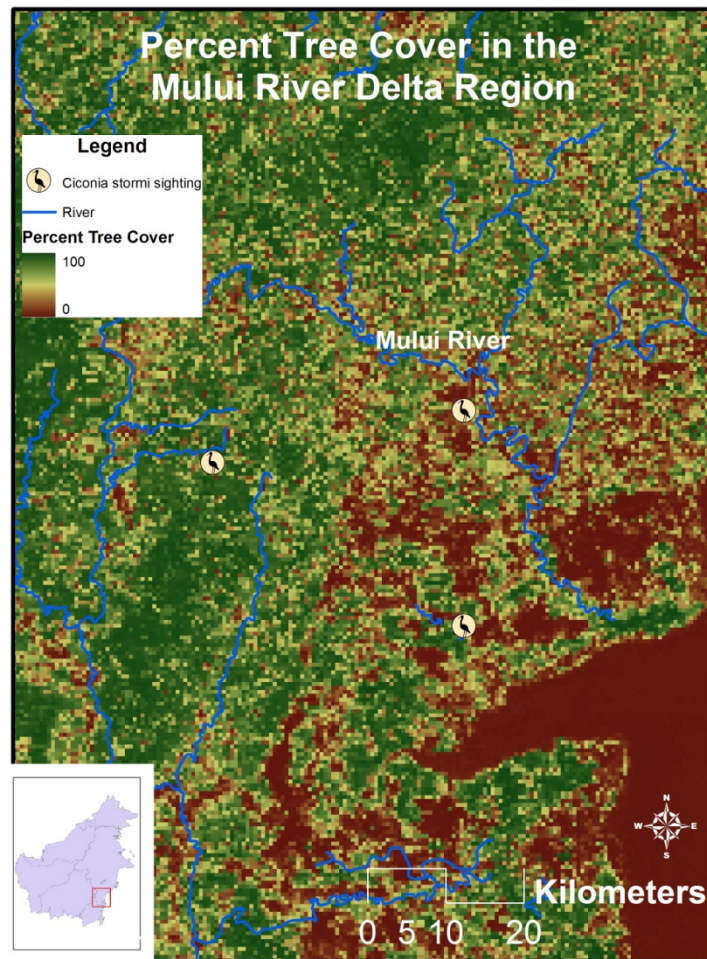 Percent Tree Cover in the
Mului River Delta Region
Legend
Ciconia stormi sighting
River
Percent Tree Cover
100
0
Mului River
N
W E
S
Kilometers
0 5 10 20